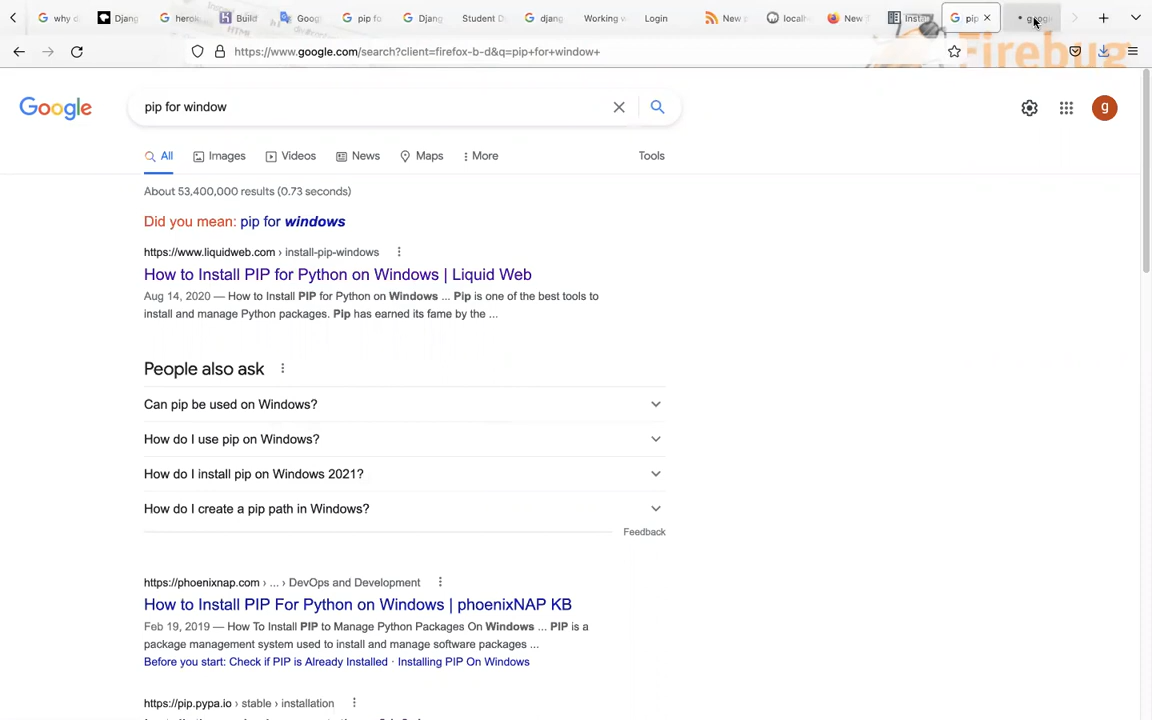 why d
Djang
herok
Build
Goog
pip fo
Djang
Student D
djang
Working
Login
New
local
New T
Insta
pip
https://www.google.com/search?client=firefox-b-d&q=pip+for+window+
Firebug
Google
pip for window
g
All
Images
Videos
News
Maps
More
Tools
About 53,400,000 results (0.73 seconds)
Did you mean: pip for windows
https://www.liquidweb.com › install-pip-windows
How to Install PIP for Python on Windows | Liquid Web
Aug 14, 2020 — How to Install PIP for Python on Windows ... Pip is one of the best tools to
install and manage Python packages. Pip has earned its fame by the ...
People also ask
Can pip be used on Windows?
How do I use pip on Windows?
How do I install pip on Windows 2021?
How do I create a pip path in Windows?
Feedback
https://phoenixnap.com › ... › DevOps and Development
How to Install PIP For Python on Windows | phoenixNAP KB
Feb 19, 2019 — How To Install PIP to Manage Python Packages On Windows ... PIP is a
package management system used to install and manage software packages ...
Before you start: Check if PIP is Already Installed · Installing PIP On Windows
https://pip.pypa.io › stable › installation